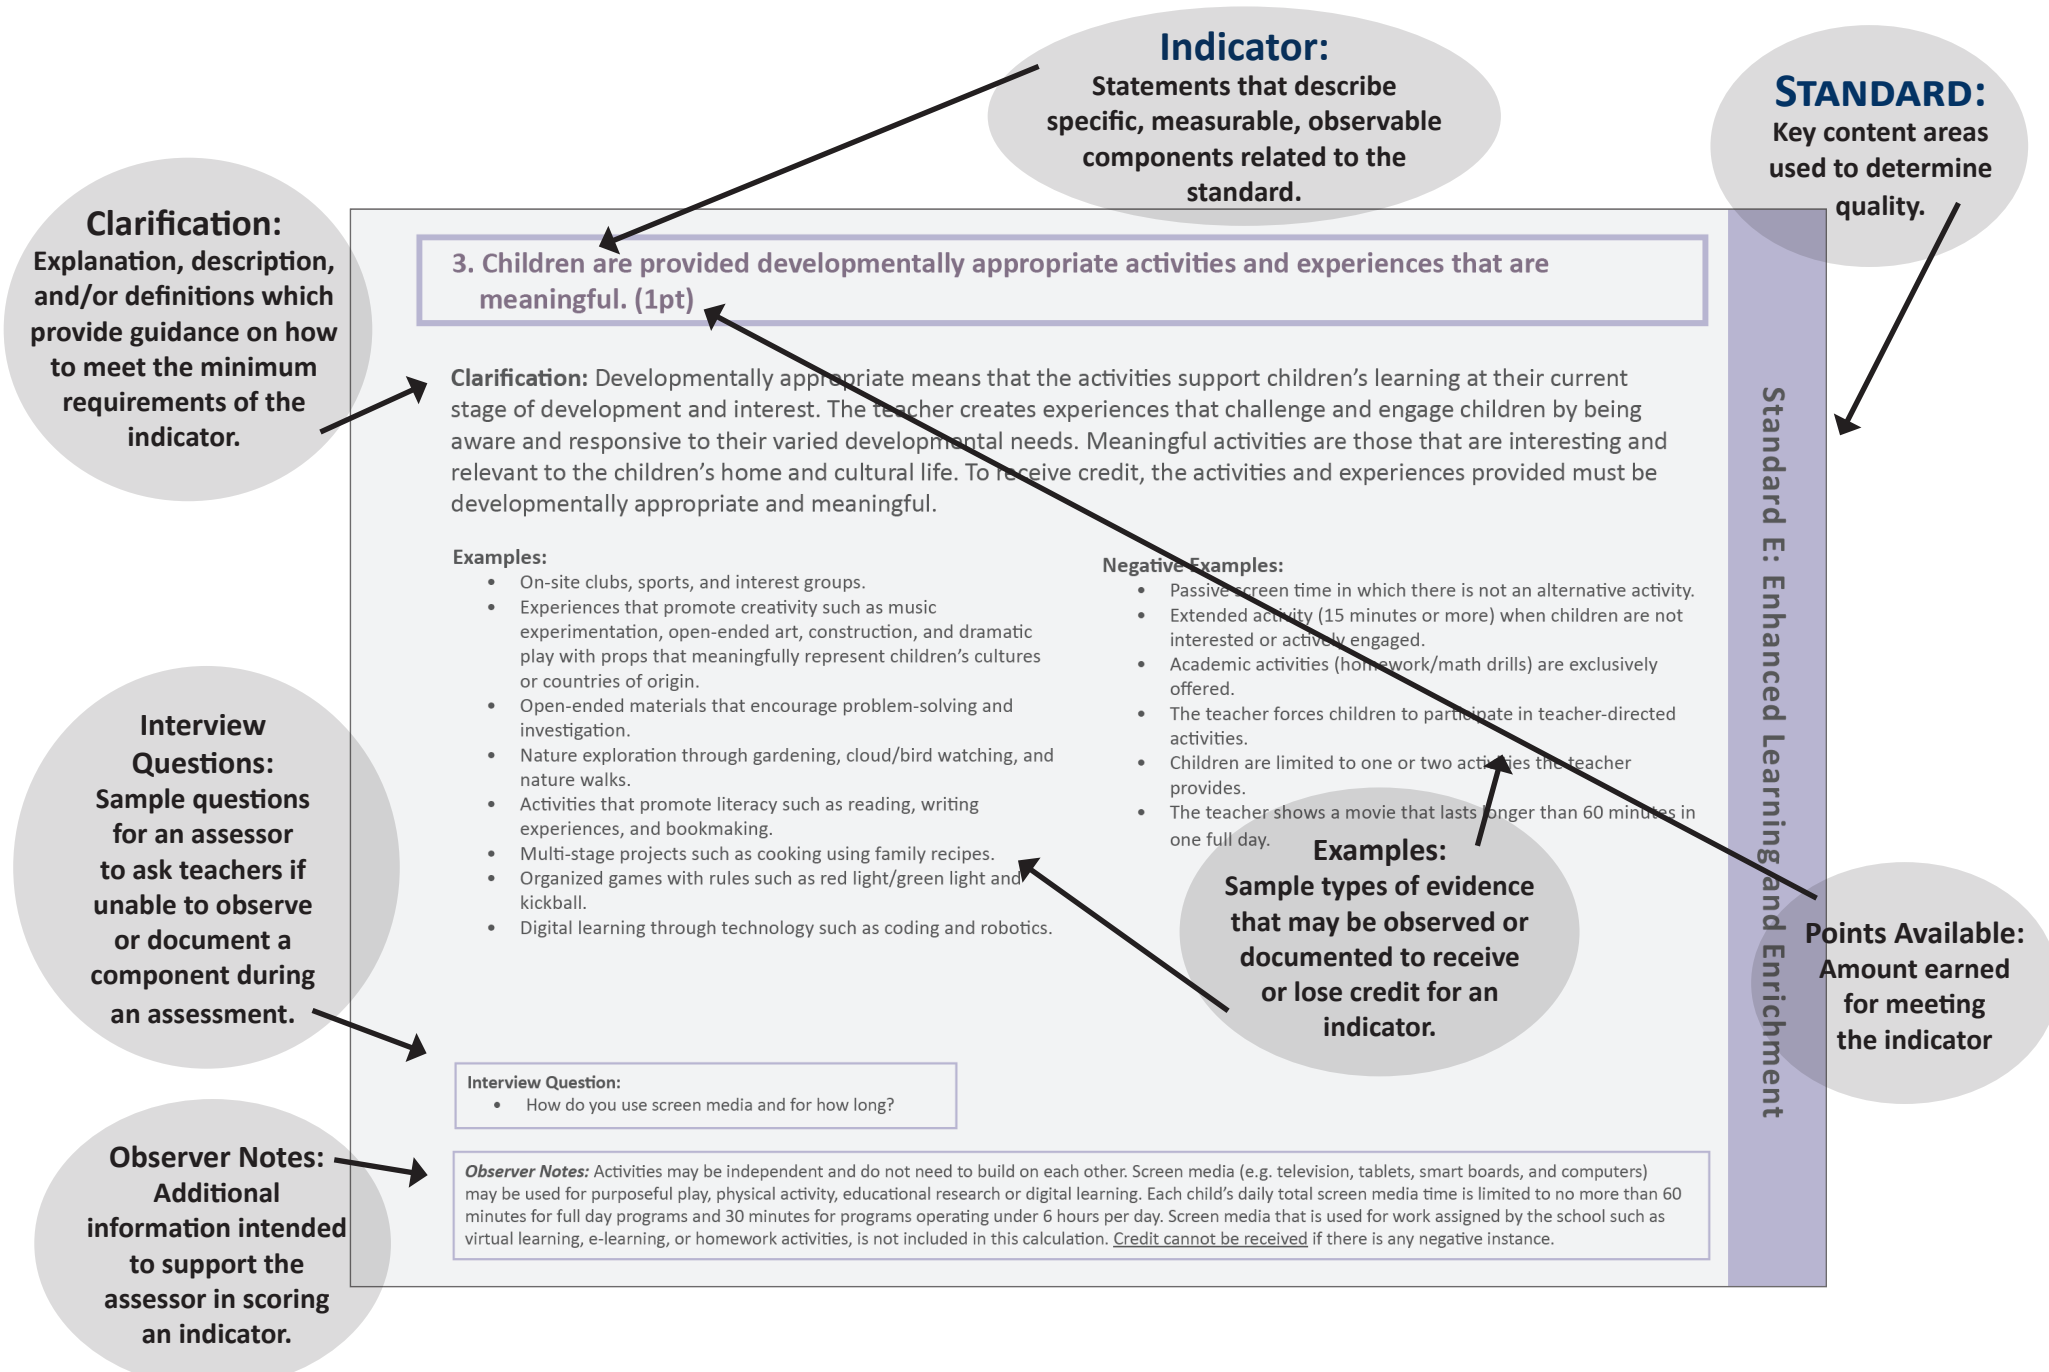 Indicator:
Statements that describe
specific, measurable, observable
components related to the
standard.
STANDARD:
Key content areas
used to determine
quality.
Clarification:
Explanation, description,
and/or definitions which
provide guidance on how
to meet the minimum
requirements of the
indicator.
3. Children are provided developmentally appropriate activities and experiences that are
meaningful. (1pt)
Clarification: Developmentally appropriate means that the activities support children’s learning at their current
stage of development and interest. The teacher creates experiences that challenge and engage children by being
aware and responsive to their varied developmental needs. Meaningful activities are those that are interesting and
relevant to the children’s home and cultural life. To receive credit, the activities and experiences provided must be
developmentally appropriate and meaningful.
Examples:
• On-site clubs, sports, and interest groups.
• Experiences that promote creativity such as music
experimentation, open-ended art, construction, and dramatic
play with props that meaningfully represent children’s cultures
or countries of origin.
• Open-ended materials that encourage problem-solving and
investigation.
• Nature exploration through gardening, cloud/bird watching, and
nature walks.
• Activities that promote literacy such as reading, writing
experiences, and bookmaking.
• Multi-stage projects such as cooking using family recipes.
• Organized games with rules such as red light/green light and
kickball.
• Digital learning through technology such as coding and robotics.
Negative Examples:
• Passive screen time in which there is not an alternative activity.
• Extended activity (15 minutes or more) when children are not
interested or actively engaged.
• Academic activities (homework/math drills) are exclusively
offered.
• The teacher forces children to participate in teacher-directed
activities.
• Children are limited to one or two activities the teacher
provides.
• The teacher shows a movie that lasts longer than 60 minutes in
one full day.
Examples:
Sample types of evidence
that may be observed or
documented to receive
or lose credit for an
indicator.
Standard E: Enhanced Learning and Enrichment
Points Available:
Amount earned
for meeting
the indicator
Interview
Questions:
Sample questions
for an assessor
to ask teachers if
unable to observe
or document a
component during
an assessment.
Interview Question:
• How do you use screen media and for how long?
Observer Notes:
Additional
information intended
to support the
assessor in scoring
an indicator.
Observer Notes: Activities may be independent and do not need to build on each other. Screen media (e.g. television, tablets, smart boards, and computers)
may be used for purposeful play, physical activity, educational research or digital learning. Each child’s daily total screen media time is limited to no more than 60
minutes for full day programs and 30 minutes for programs operating under 6 hours per day. Screen media that is used for work assigned by the school such as
virtual learning, e-learning, or homework activities, is not included in this calculation. Credit cannot be received if there is any negative instance.